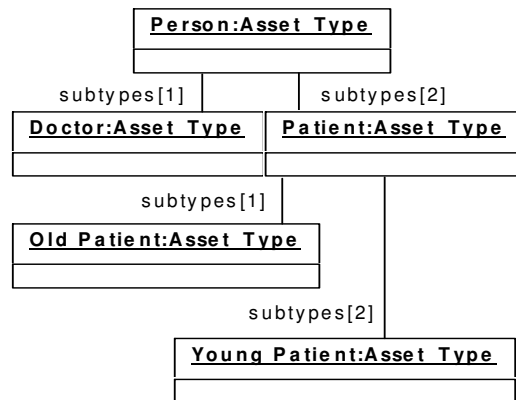 Person:Asset Type
subtypes[1] subtypes[2]
Doctor:Asset Type Patient:Asset Type
subtypes[1]
Old Patient:Asset Type
subtypes[2]
Young Patient:Asset Type